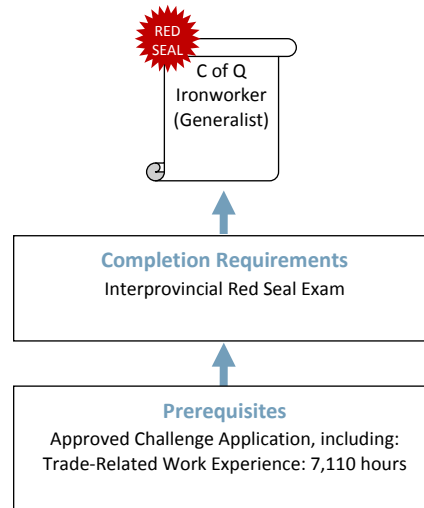 RED
SEAL
C of Q
Ironworker
(Generalist)
Completion Requirements
Interprovincial Red Seal Exam
Prerequisites
Approved Challenge Application, including:
Trade-Related Work Experience: 7,110 hours